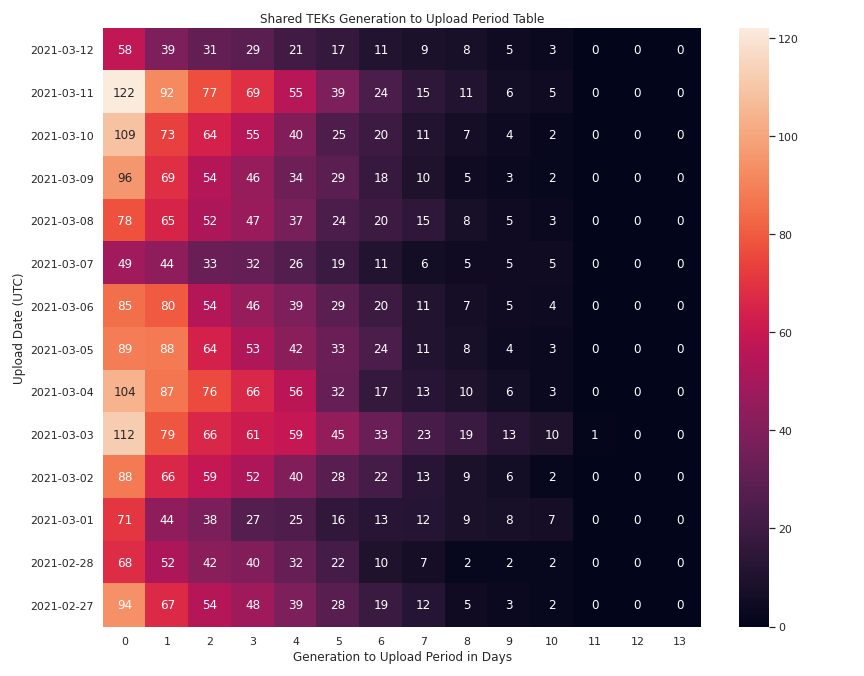 Shared TEKs Generation to Upload Period Table
Upload Date (UTC)
2021-03-12 58 39 31 29 21 17 11 9 8 5 3 0 0 0
2021-03-11 122 92 77 69 55 39 24 15 11 6 5 0 0 0
2021-03-10 109 73 64 55 40 25 20 11 7 4 2 0 0 0
2021-03-09 96 69 54 46 34 29 18 10 5 3 2 0 0 0
2021-03-08 78 65 52 47 37 24 20 15 8 5 3 0 0 0
2021-03-07 49 44 33 32 26 19 11 6 5 5 5 0 0 0
2021-03-06 85 80 54 46 39 29 20 11 7 5 4 0 0 0
2021-03-05 89 88 64 53 42 33 24 11 8 4 3 0 0 0
2021-03-04 104 87 76 66 56 32 17 13 10 6 3 0 0 0
2021-03-03 112 79 66 61 59 45 33 23 19 13 10 1 0 0
2021-03-02 88 66 59 52 40 28 22 13 9 6 2 0 0 0
2021-03-01 71 44 38 27 25 16 13 12 9 8 7 0 0 0
2021-02-28 68 52 42 40 32 22 10 7 2 2 2 0 0 0
2021-02-27 94 67 54 48 39 28 19 12 5 3 2 0 0 0
0 1 2 3 4 5 6 7 8 9 10 11 12 13
Generation to Upload Period in Days
120
100
80
60
40
20
0